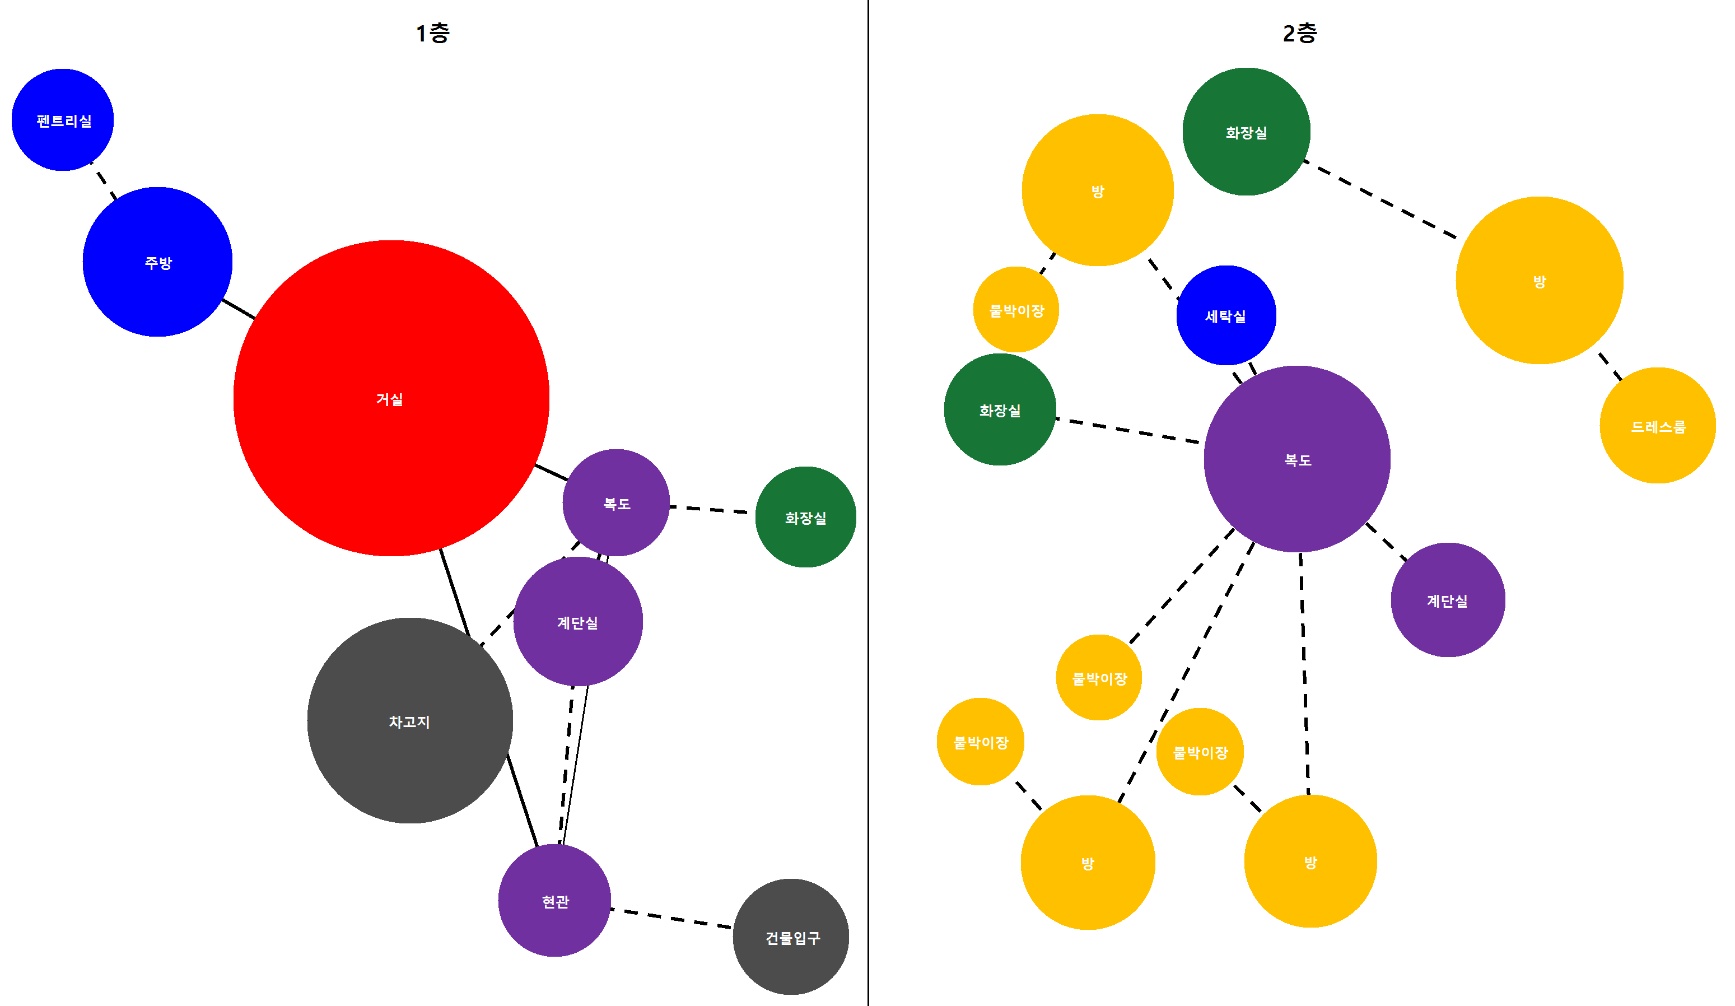 1층
펜트리실
주방
거실
복도
화장실
계단실
차고지
현관
건물입구
2층
화장실
방
방
붙박이장
세탁실
화장실
드레스룸
복도
계단실
붙박이장
붙박이장
붙박이장
방
방